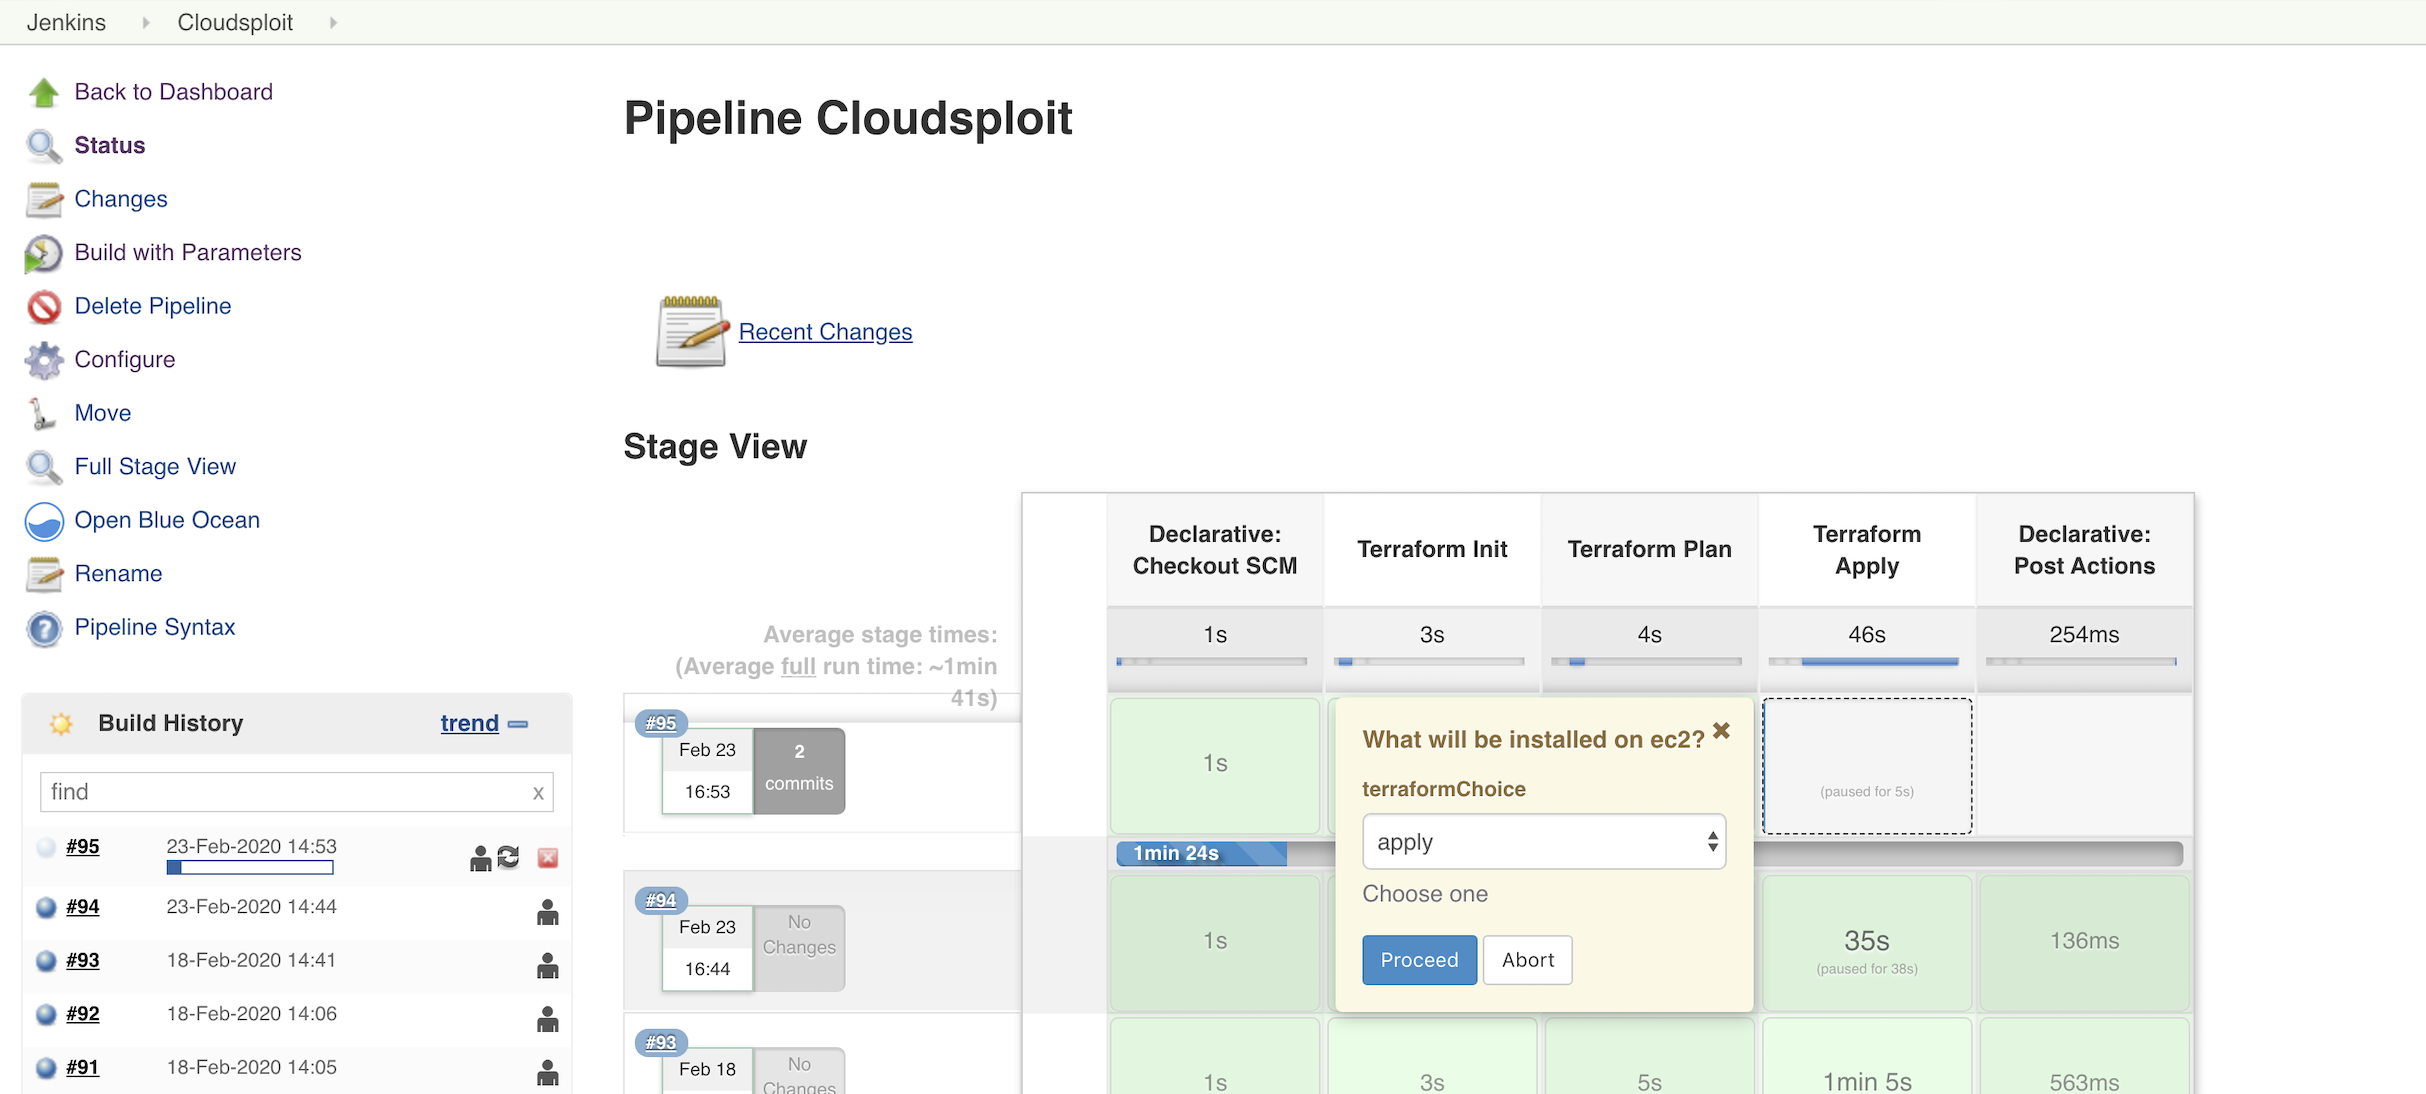 Jenkins
Cloudsploit
Back to Dashboard
Status
Changes
Build with Parameters
Delete Pipeline
Configure
Move
Full Stage View
Open Blue Ocean
Rename
Pipeline Syntax
Build History
trend
find
x
#95
23-Feb-2020 14:53
#94
23-Feb-2020 14:44
#93
18-Feb-2020 14:41
#92
18-Feb-2020 14:06
#91
18-Feb-2020 14:05
Pipeline Cloudsploit
Recent Changes
Stage View
Declarative:
Checkout SCM
Terraform Init
Terraform Plan
Terraform
Apply
Declarative:
Post Actions
Average stage times:
(Average full run time: ~1min
41s)
1s
3s
4s
46s
254ms
#95
Feb 23
16:53
2
commits
1s
(paused for 5s)
1min 24s
What will be installed on ec2?
terraformChoice
apply
Choose one
Proceed
Abort
#94
Feb 23
16:44
No
Changes
1s
35s
(paused for 38s)
136ms
#93
Feb 18
No
Changes
1s
3s
5s
1min 5s
563ms